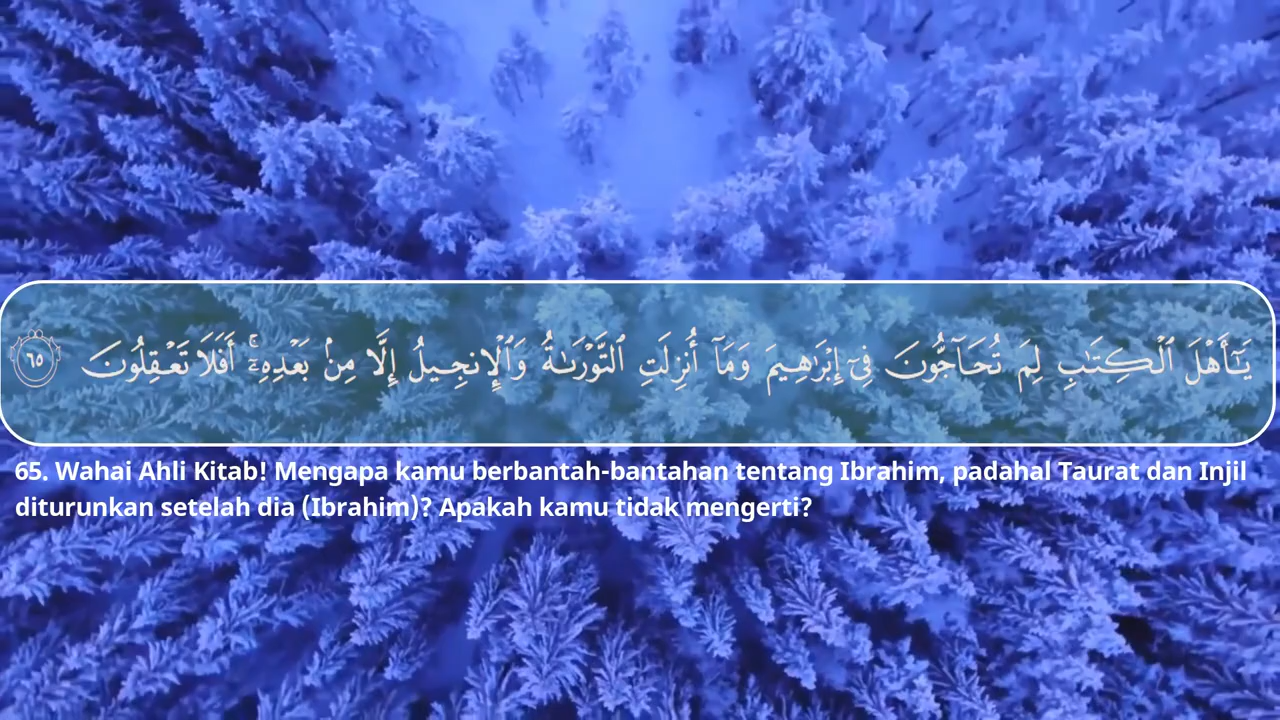 يَـٰٓأَهْلَ ٱلْكِتَـٰبِ لِمَ تُحَآجُّونَ فِىٓ إِبْرَٰهِيمَ وَمَآ أُنزِلَتِ ٱلتَّوْرَىٰةُ وَٱلْإِنجِيلُ إِلَّا مِنۢ بَعْدِهِۦٓ ۚ أَفَلَا تَعْقِلُونَ ٦٥
65. Wahai Ahli Kitab! Mengapa kamu berbantah-bantahan tentang Ibrahim, padahal Taurat dan Injil
diturunkan setelah dia (Ibrahim)? Apakah kamu tidak mengerti?